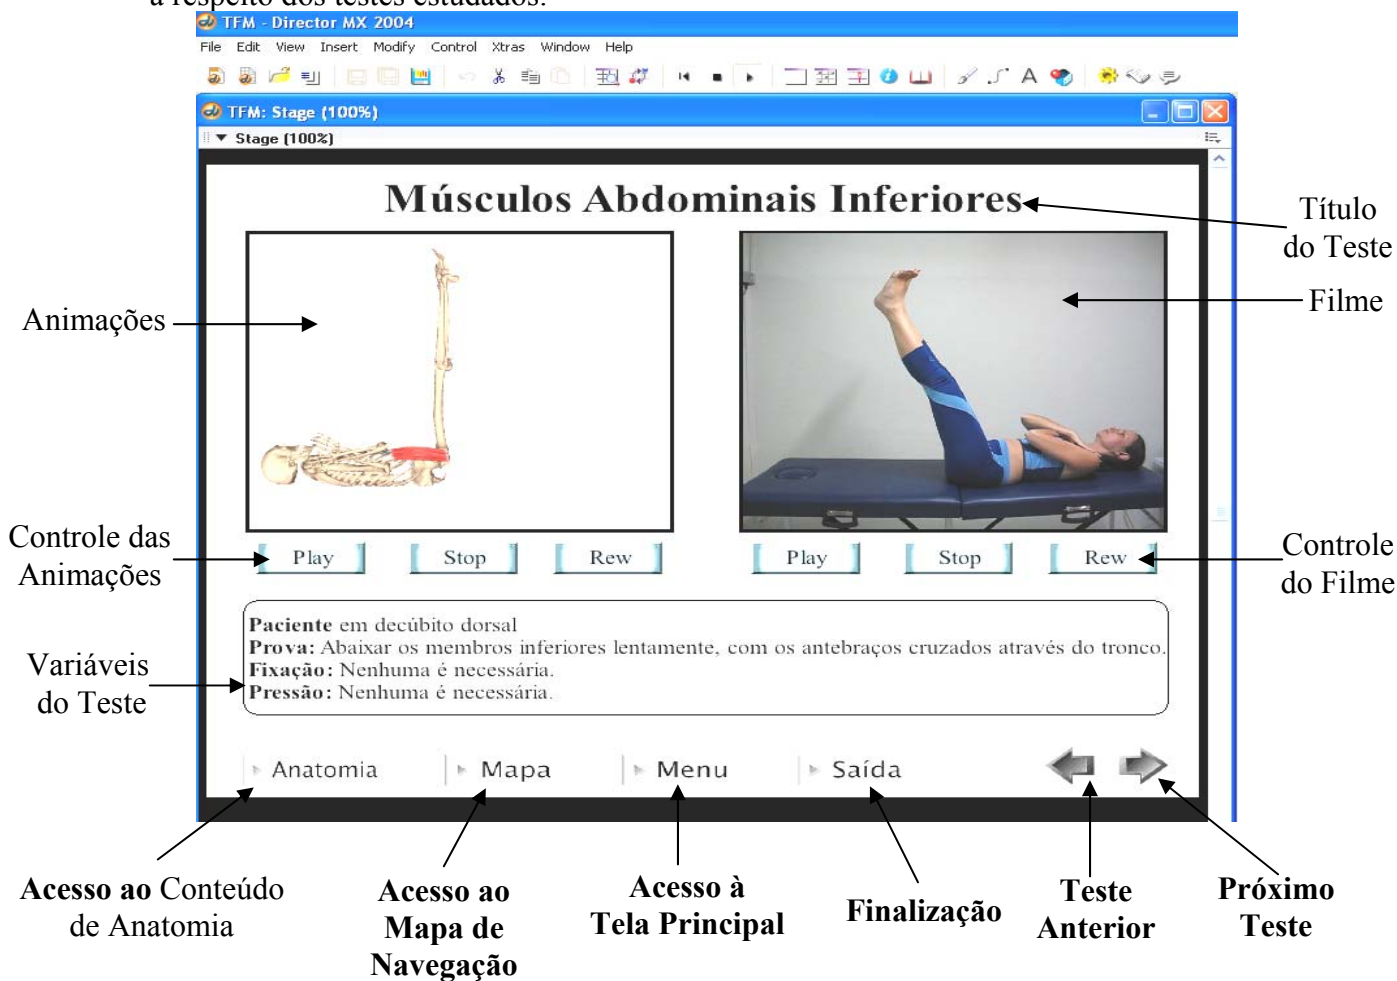 a respeito dos testes estudados.
TFM - Director MX 2004
File Edit View Insert Modify Control Xtras Window Help
TFM: Stage (100%)
Stage (100%)
Músculos Abdominais Inferiores
Título
do Teste
Animações
Filme
Controle das
Animações
Play Stop Rew
Play Stop Rew
Controle
do Filme
Variáveis
do Teste
Paciente em decúbito dorsal
Prova: Abaixar os membros inferiores lentamente, com os antebraços cruzados através do tronco.
Fixação: Nenhuma é necessária.
Pressão: Nenhuma é necessária.
Anatomia Mapa Menu Saída
Acesso ao Conteúdo
de Anatomia
Acesso ao
Mapa de
Navegação
Acesso à
Tela Principal
Finalização
Teste
Anterior
Próximo
Teste